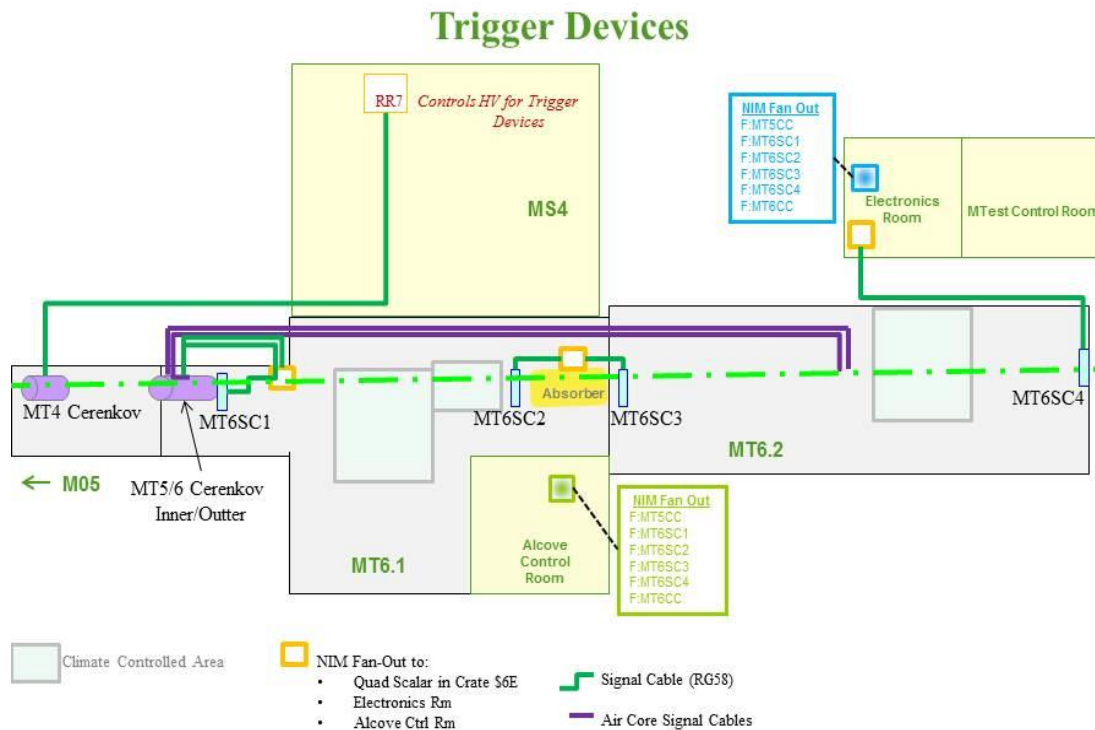 Trigger Devices
RR7
Controls HV for Trigger
Devices
MS4
NIM Fan Out
F:MT5CC
F:MT6SC1
F:MT6SC2
F:MT6SC3
F:MT6SC4
F:MT6CC
Electronics
Room
MTest Control Room
MT4 Cerenkov
MT6SC1
MT6SC2
Absorber
MT6SC3
MT6SC4
MT6.2
← M05
MT5/6 Cerenkov
Inner/Outter
MT6.1
Alcove
Control
Room
NIM Fan Out
F:MT5CC
F:MT6SC1
F:MT6SC2
F:MT6SC3
F:MT6SC4
F:MT6CC
Climate Controlled Area
NIM Fan-Out to:
• Quad Scalar in Crate $6E
• Electronics Rm
• Alcove Ctrl Rm
Signal Cable (RG58)
Air Core Signal Cables